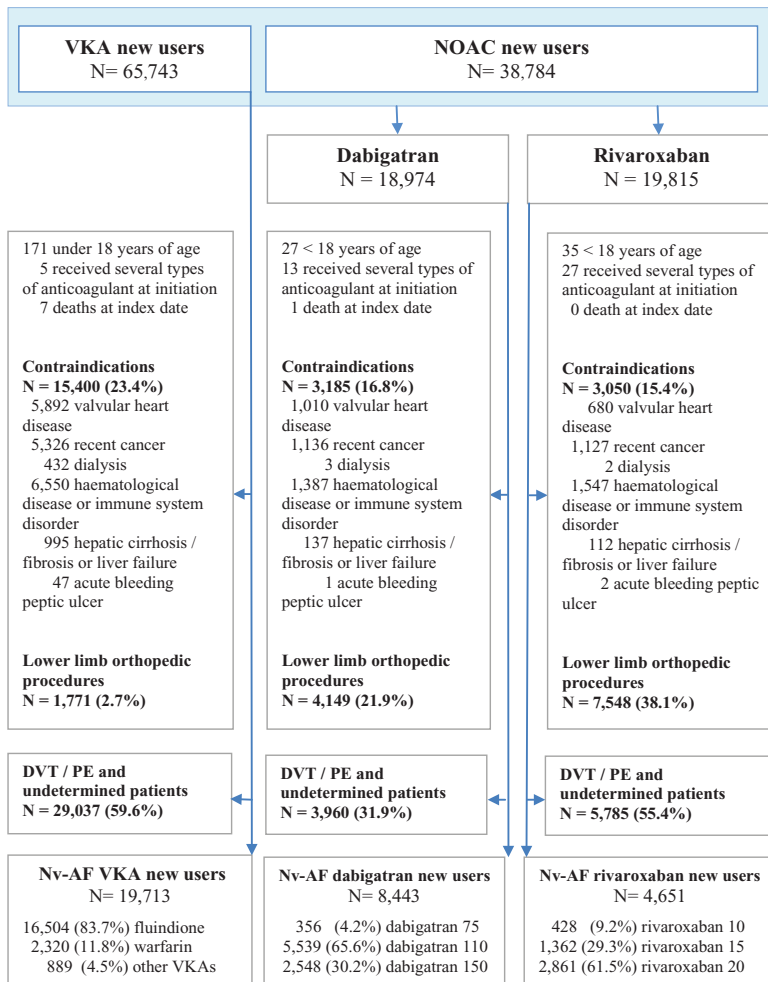 VKA new users
N= 65,743
NOAC new users
N= 38,784
Dabigatran
N = 18,974
Rivaroxaban
N = 19,815
171 under 18 years of age
5 received several types
of anticoagulant at initiation
7 deaths at index date
Contraindications
N = 15,400 (23.4%)
5,892 valvular heart
disease
5,326 recent cancer
432 dialysis
6,550 haematological
disease or immune system
disorder
995 hepatic cirrhosis /
fibrosis or liver failure
47 acute bleeding
peptic ulcer
Lower limb orthopedic
procedures
N = 1,771 (2.7%)
27 < 18 years of age
13 received several types of
anticoagulant at initiation
1 death at index date
Contraindications
N = 3,185 (16.8%)
1,010 valvular heart
disease
1,136 recent cancer
3 dialysis
1,387 haematological
disease or immune system
disorder
137 hepatic cirrhosis /
fibrosis or liver failure
1 acute bleeding
peptic ulcer
Lower limb orthopedic
procedures
N = 4,149 (21.9%)
35 < 18 years of age
27 received several types of
anticoagulant at initiation
0 death at index date
Contraindications
N = 3,050 (15.4%)
680 valvular heart
disease
1,127 recent cancer
2 dialysis
1,547 haematological
disease or immune system
disorder
112 hepatic cirrhosis /
fibrosis or liver failure
2 acute bleeding peptic
ulcer
Lower limb orthopedic
procedures
N = 7,548 (38.1%)
DVT / PE and
undetermined patients
N = 29,037 (59.6%)
DVT / PE and
undetermined patients
N = 3,960 (31.9%)
DVT / PE and
undetermined patients
N = 5,785 (55.4%)
Nv-AF VKA new users
N= 19,713
16,504 (83.7%) fluindione
2,320 (11.8%) warfarin
889 (4.5%) other VKAs
Nv-AF dabigatran new users
N= 8,443
356 (4.2%) dabigatran 75
5,539 (65.6%) dabigatran 110
2,548 (30.2%) dabigatran 150
Nv-AF rivaroxaban new users
N= 4,651
428 (9.2%) rivaroxaban 10
1,362 (29.3%) rivaroxaban 15
2,861 (61.5%) rivaroxaban 20